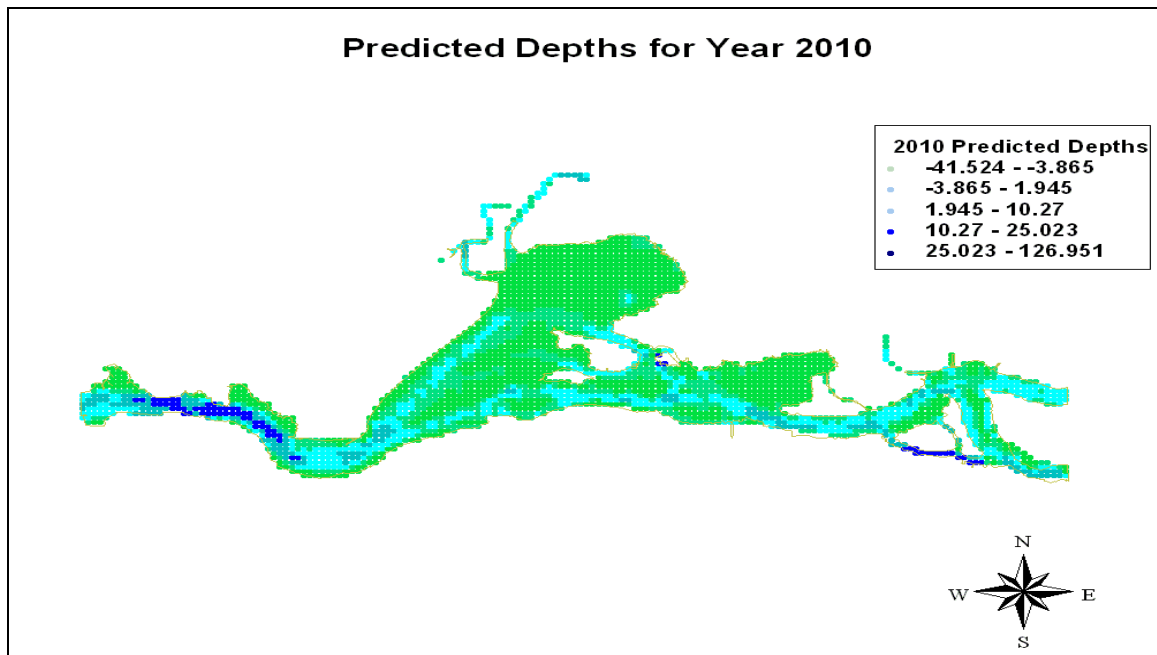 Predicted Depths for Year 2010
2010 Predicted Depths
-41.524 - -3.865
-3.865 - 1.945
1.945 - 10.27
10.27 - 25.023
25.023 - 126.951
N
W E
S